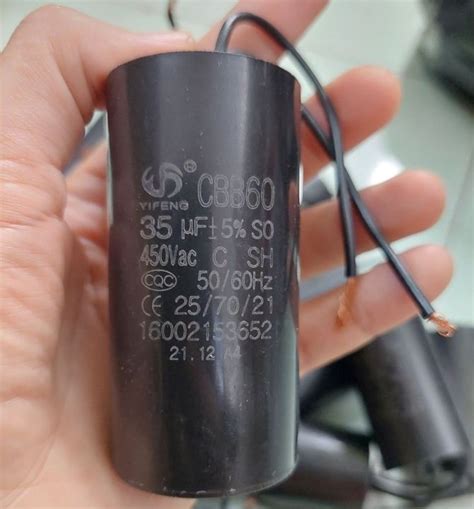 YIFENG ® CBB60
35 µF±5% S0
450Vac C SH
CQC 50/60Hz
CE 25/70/21
16002153652
21.12 A4